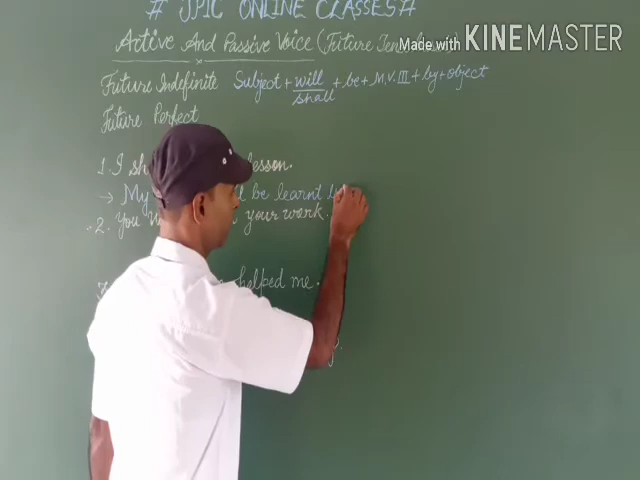 # JPIC ONLINE CLASSES #
Active And Passive Voice (Future
Made with KINEMASTER
Future Indefinite Subject + will + be + M.V. III + by + object
shall
Future Perfect
1. I sh lesson.
→ My l be learnt
2. You your work.
helped me.